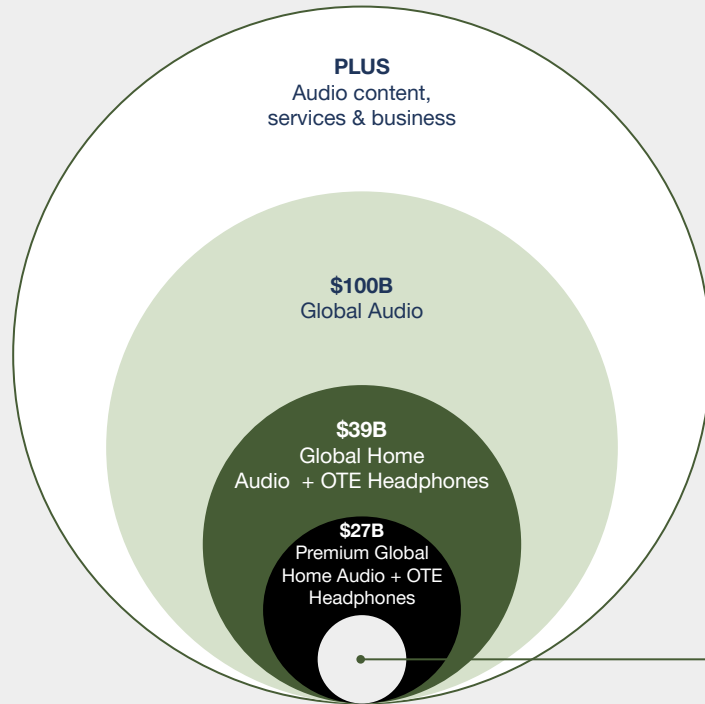 PLUS
Audio content,
services & business
$100B
Global Audio
$39B
Global Home
Audio + OTE Headphones
$27B
Premium Global
Home Audio + OTE
Headphones